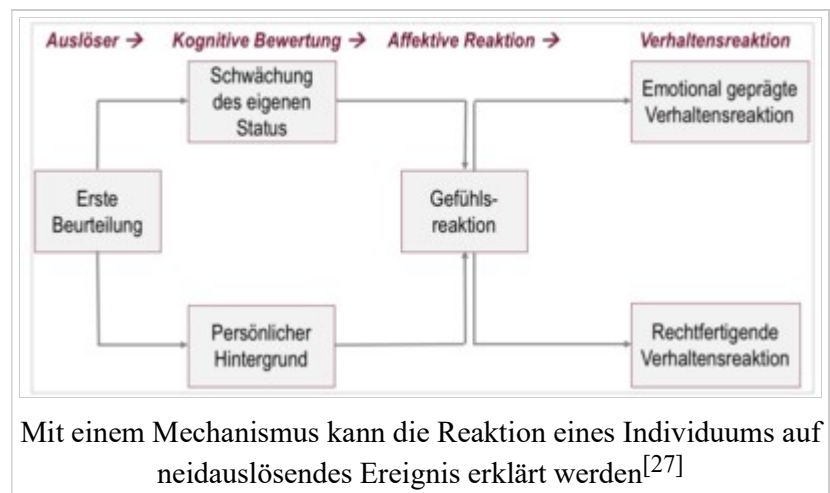 Auslöser → Kognitive Bewertung → Affektive Reaktion → Verhaltensreaktion
Schwächung
des eigenen
Status
Emotional geprägte
Verhaltensreaktion
Erste
Beurteilung
Gefühls-
reaktion
Persönlicher
Hintergrund
Rechtfertigende
Verhaltensreaktion
Mit einem Mechanismus kann die Reaktion eines Individuums auf
neidauslösendes Ereignis erklärt werden[27]